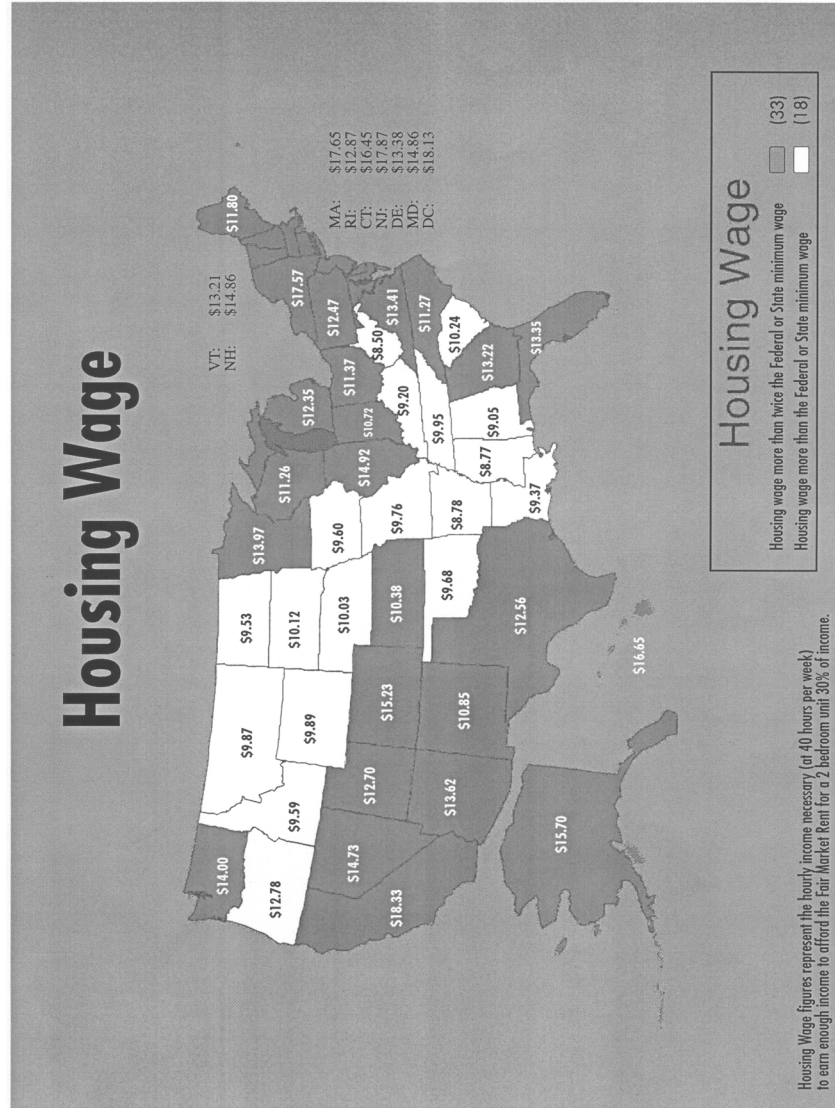 Housing Wage
VT: $13.21
NH: $14.86
MA: $17.65
RI: $12.87
CT: $16.45
NJ: $17.87
DE: $13.38
MD: $14.86
DC: $18.13
$14.00
$12.78
$18.33
$14.73
$9.59
$9.87
$9.89
$12.70
$13.62
$15.23
$10.85
$9.53
$10.12
$10.03
$10.38
$9.68
$12.56
$13.97
$9.60
$9.76
$8.78
$9.37
$11.26
$14.92
$8.77
$12.35
$10.72
$11.37
$9.20
$9.95
$9.05
$13.22
$13.35
$10.24
$11.27
$13.41
$8.50
$12.47
$17.57
$11.80
$15.70
$16.65
Housing Wage
Housing wage more than twice the Federal or State minimum wage (33)
Housing wage more than the Federal or State minimum wage (18)
Housing Wage figures represent the hourly income necessary (at 40 hours per week)
to earn enough income to afford the Fair Market Rent for a 2 bedroom unit 30% of income.